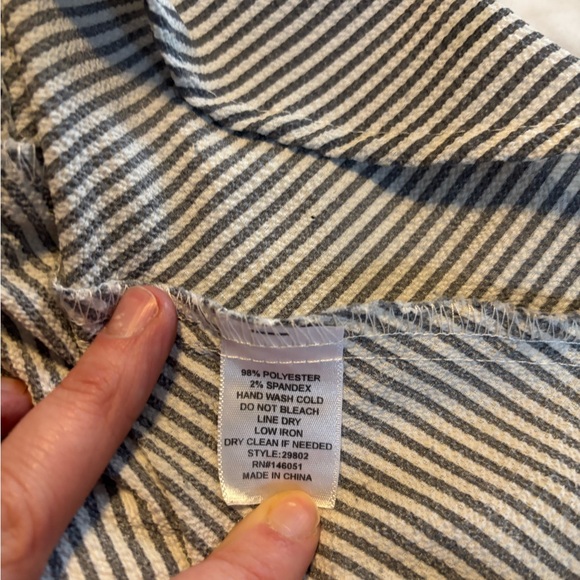 98% POLYESTER
2% SPANDEX
HAND WASH COLD
DO NOT BLEACH
LINE DRY
LOW IRON
DRY CLEAN IF NEEDED
STYLE:29802
RN#146051
MADE IN CHINA